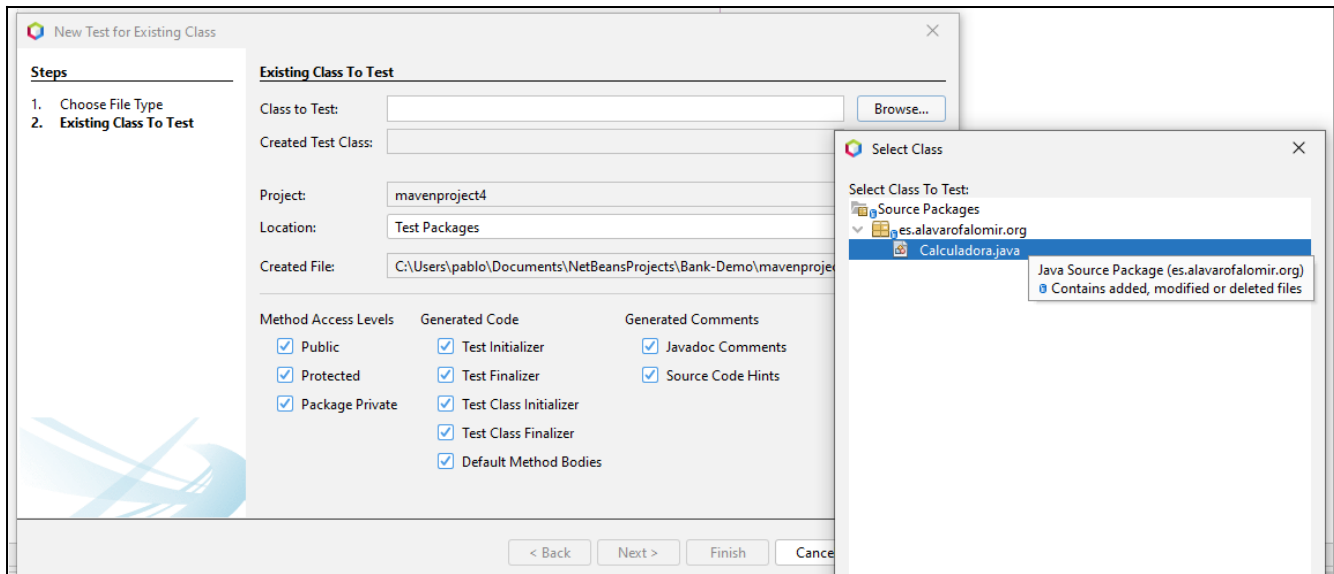 New Test for Existing Class
Steps
1. Choose File Type
2. Existing Class To Test
Existing Class To Test
Class to Test:
Browse...
Created Test Class:
Project: mavenproject4
Location: Test Packages
Created File: C:\Users\pablo\Documents\NetBeansProjects\Bank-Demo\mavenprojec
Method Access Levels
Public
Protected
Package Private
Generated Code
Test Initializer
Test Finalizer
Test Class Initializer
Test Class Finalizer
Default Method Bodies
Generated Comments
Javadoc Comments
Source Code Hints
< Back
Next >
Finish
Cance
Select Class
Select Class To Test:
Source Packages
es.alavarofalomir.org
Calculadora.java
Java Source Package (es.alavarofalomir.org)
Contains added, modified or deleted files